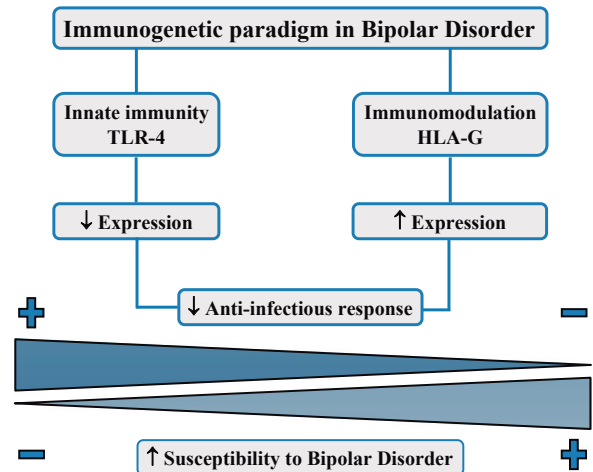 Immunogenetic paradigm in Bipolar Disorder
Innate immunity
TLR-4
Immunomodulation
HLA-G
↓ Expression
↑ Expression
↓ Anti-infectious response
+
−
−
+
↑ Susceptibility to Bipolar Disorder